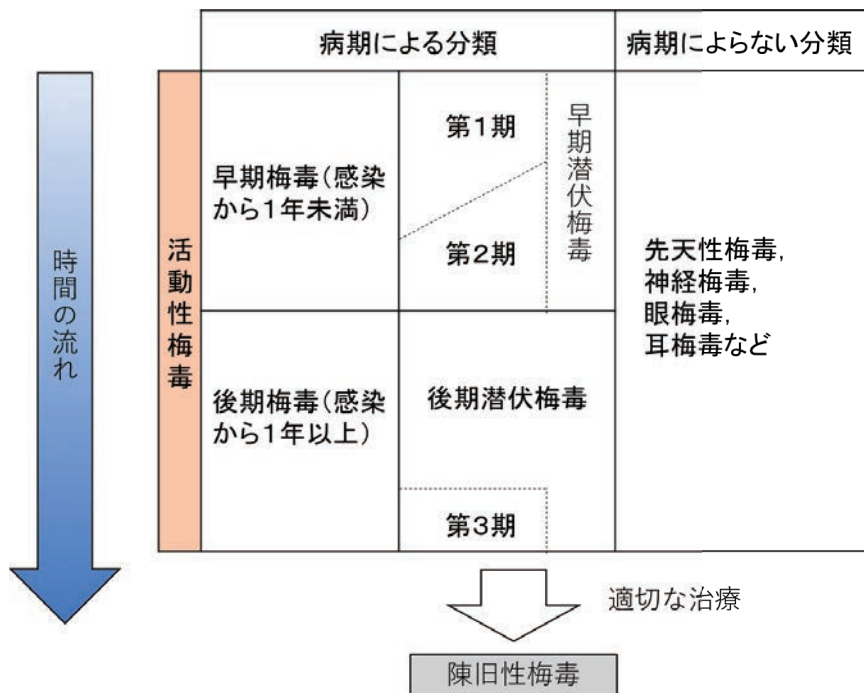 病期による分類
病期によらない分類
時間の流れ
活動性梅毒
早期梅毒（感染
から1年未満）
第1期
第2期
早期潜伏梅毒
後期梅毒（感染
から1年以上）
後期潜伏梅毒
第3期
先天性梅毒，
神経梅毒，
眼梅毒，
耳梅毒など
適切な治療
陳旧性梅毒